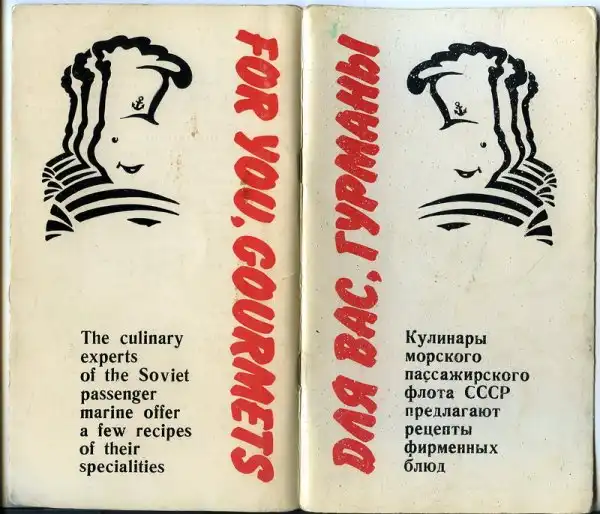 FOR YOU, GOURMETS
The culinary
experts
of the Soviet
passenger
marine offer
a few recipes
of their
specialities
ДЛЯ ВАС, ГУРМАНЫ
Кулинары
морского
пассажирского
флота СССР
предлагают
рецепты
фирменных
блюд